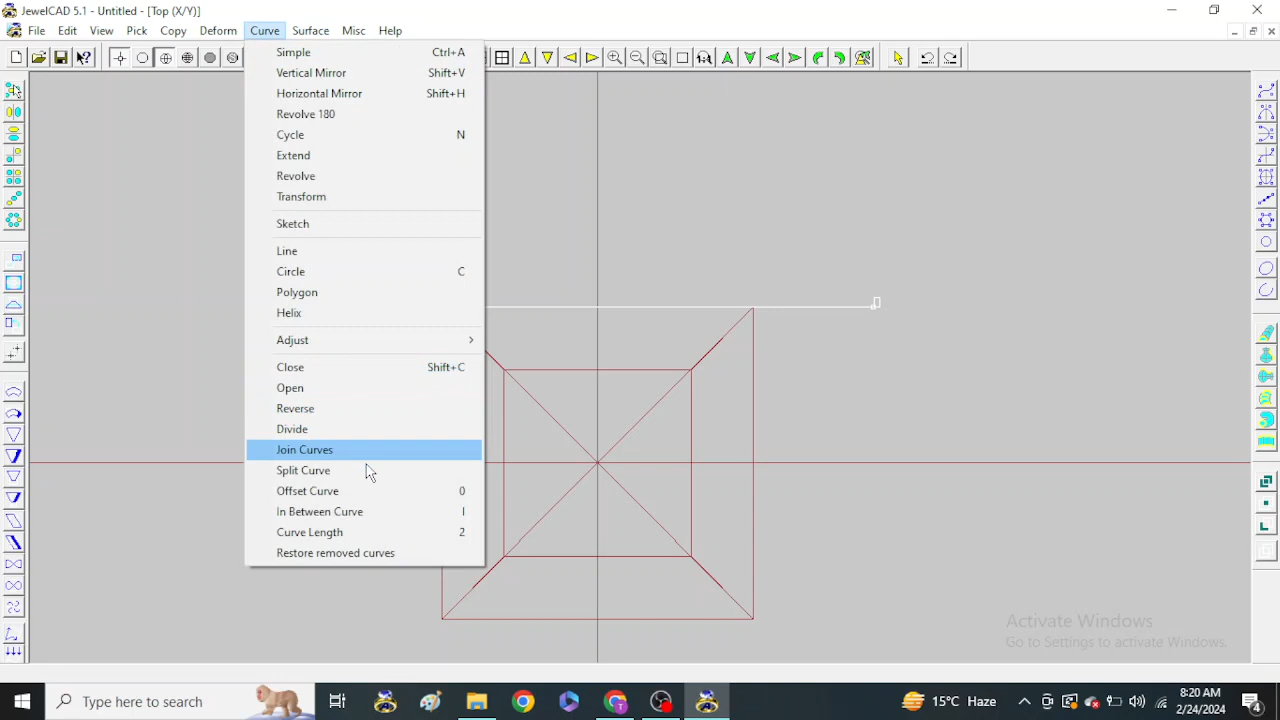 JewelCAD 5.1 - Untitled - [Top (X/Y)]
File Edit View Pick Copy Deform Curve Surface Misc Help
Simple Ctrl+A
Vertical Mirror Shift+V
Horizontal Mirror Shift+H
Revolve 180
Cycle N
Extend
Revolve
Transform
Sketch
Line
Circle C
Polygon
Helix
Adjust
Close Shift+C
Open
Reverse
Divide
Join Curves
Split Curve
Offset Curve 0
In Between Curve I
Curve Length 2
Restore removed curves
Activate Windows
Go to Settings to activate Windows.
Type here to search
15°C Haze
8:20 AM
2/24/2024
4